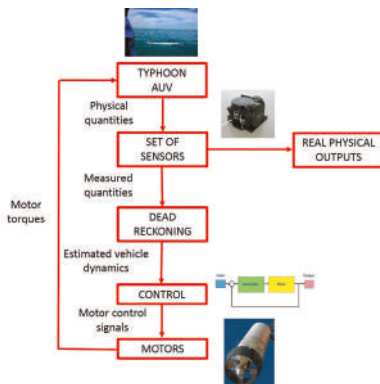 TYPHOON
AUV
Physical
quantities
SET OF
SENSORS
REAL PHYSICAL
OUTPUTS
Measured
quantities
Motor
torques
DEAD
RECKONING
Estimated vehicle
dynamics
CONTROL
Motor control
signals
MOTORS